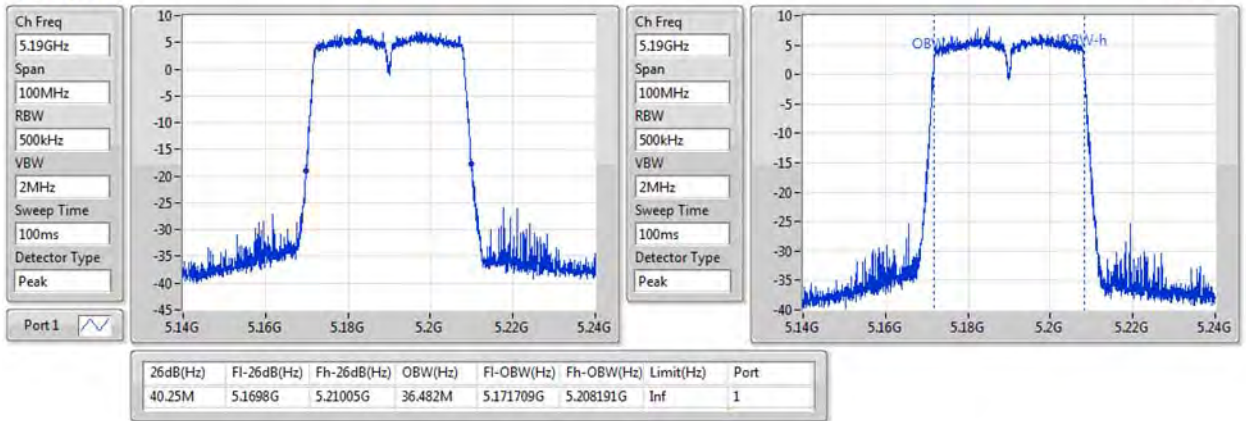 Ch Freq
5.19GHz
Span
100MHz
RBW
500kHz
VBW
2MHz
Sweep Time
100ms
Detector Type
Peak
Port 1
10
5
0
-5
-10
-15
-20
-25
-30
-35
-40
-45
5.14G 5.16G 5.18G 5.2G 5.22G 5.24G
Ch Freq
5.19GHz
Span
100MHz
RBW
500kHz
VBW
2MHz
Sweep Time
100ms
Detector Type
Peak
10
5
0
-5
-10
-15
-20
-25
-30
-35
-40
OBW-h
5.14G 5.16G 5.18G 5.2G 5.22G 5.24G
26dB(Hz) Fl-26dB(Hz) Fh-26dB(Hz) OBW(Hz) Fl-OBW(Hz) Fh-OBW(Hz) Limit(Hz) Port
40.25M 5.1698G 5.21005G 36.482M 5.171709G 5.208191G Inf 1